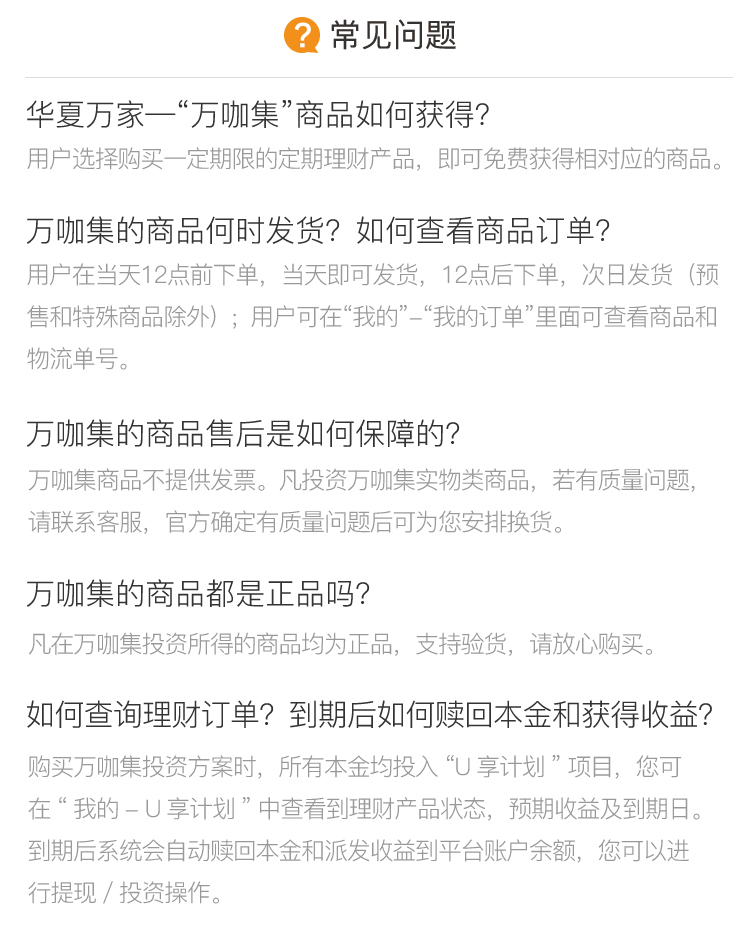 常见问题
华夏万家—“万咖集”商品如何获得？
用户选择购买一定期限的定期理财产品，即可免费获得相对应的商品。
万咖集的商品何时发货？如何查看商品订单？
用户在当天12点前下单，当天即可发货，12点后下单，次日发货（预
售和特殊商品除外）；用户可在“我的”–“我的订单”里面可查看商品和
物流单号。
万咖集的商品售后是如何保障的？
万咖集商品不提供发票。凡投资万咖集实物类商品，若有质量问题，
请联系客服，官方确定有质量问题后可为您安排换货。
万咖集的商品都是正品吗？
凡在万咖集投资所得的商品均为正品，支持验货，请放心购买。
如何查询理财订单？到期后如何赎回本金和获得收益？
购买万咖集投资方案时，所有本金均投入 “U 享计划 ” 项目，您可
在 “ 我的 – U 享计划 ” 中查看到理财产品状态，预期收益及到期日。
到期后系统会自动赎回本金和派发收益到平台账户余额，您可以进
行提现 / 投资操作。